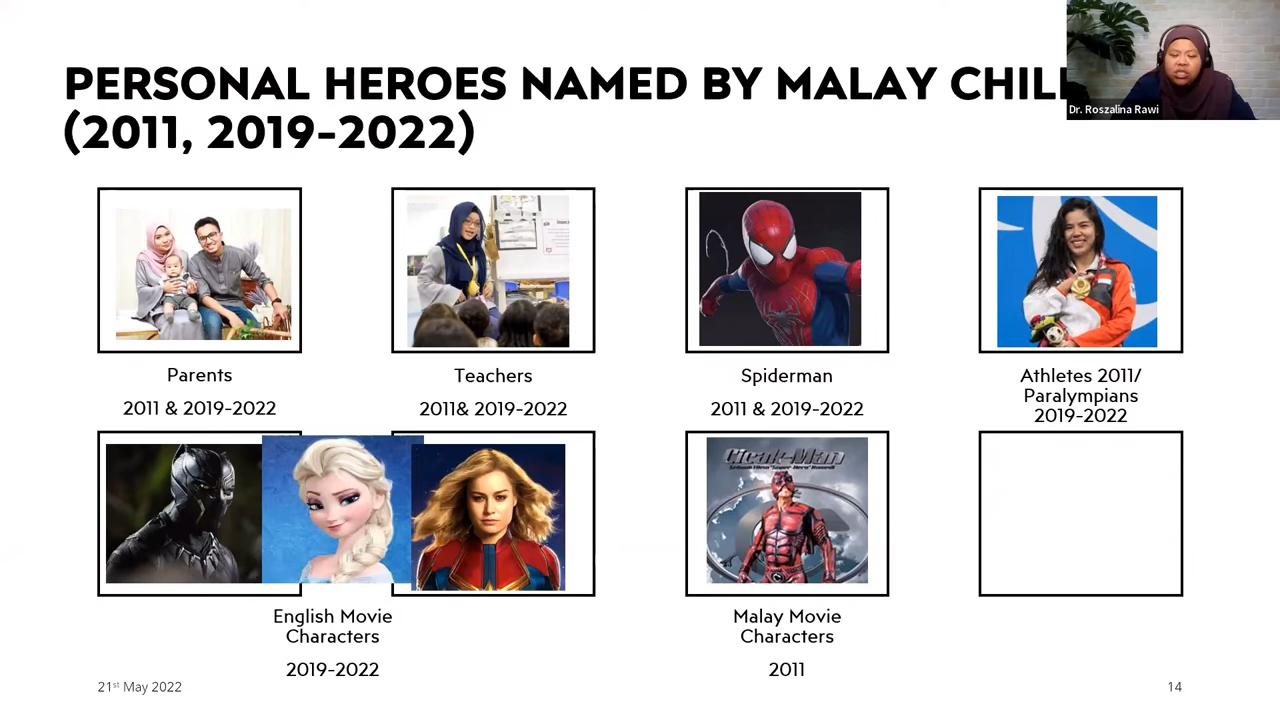 PERSONAL HEROES NAMED BY MALAY CHIL
(2011, 2019-2022)
Dr. Roszalina Rawi
Parents
2011 & 2019-2022
Teachers
2011& 2019-2022
Spiderman
2011 & 2019-2022
Athletes 2011/
Paralympians
2019-2022
Cicak-Man
English Movie
Characters
2019-2022
Malay Movie
Characters
2011
21st May 2022
14